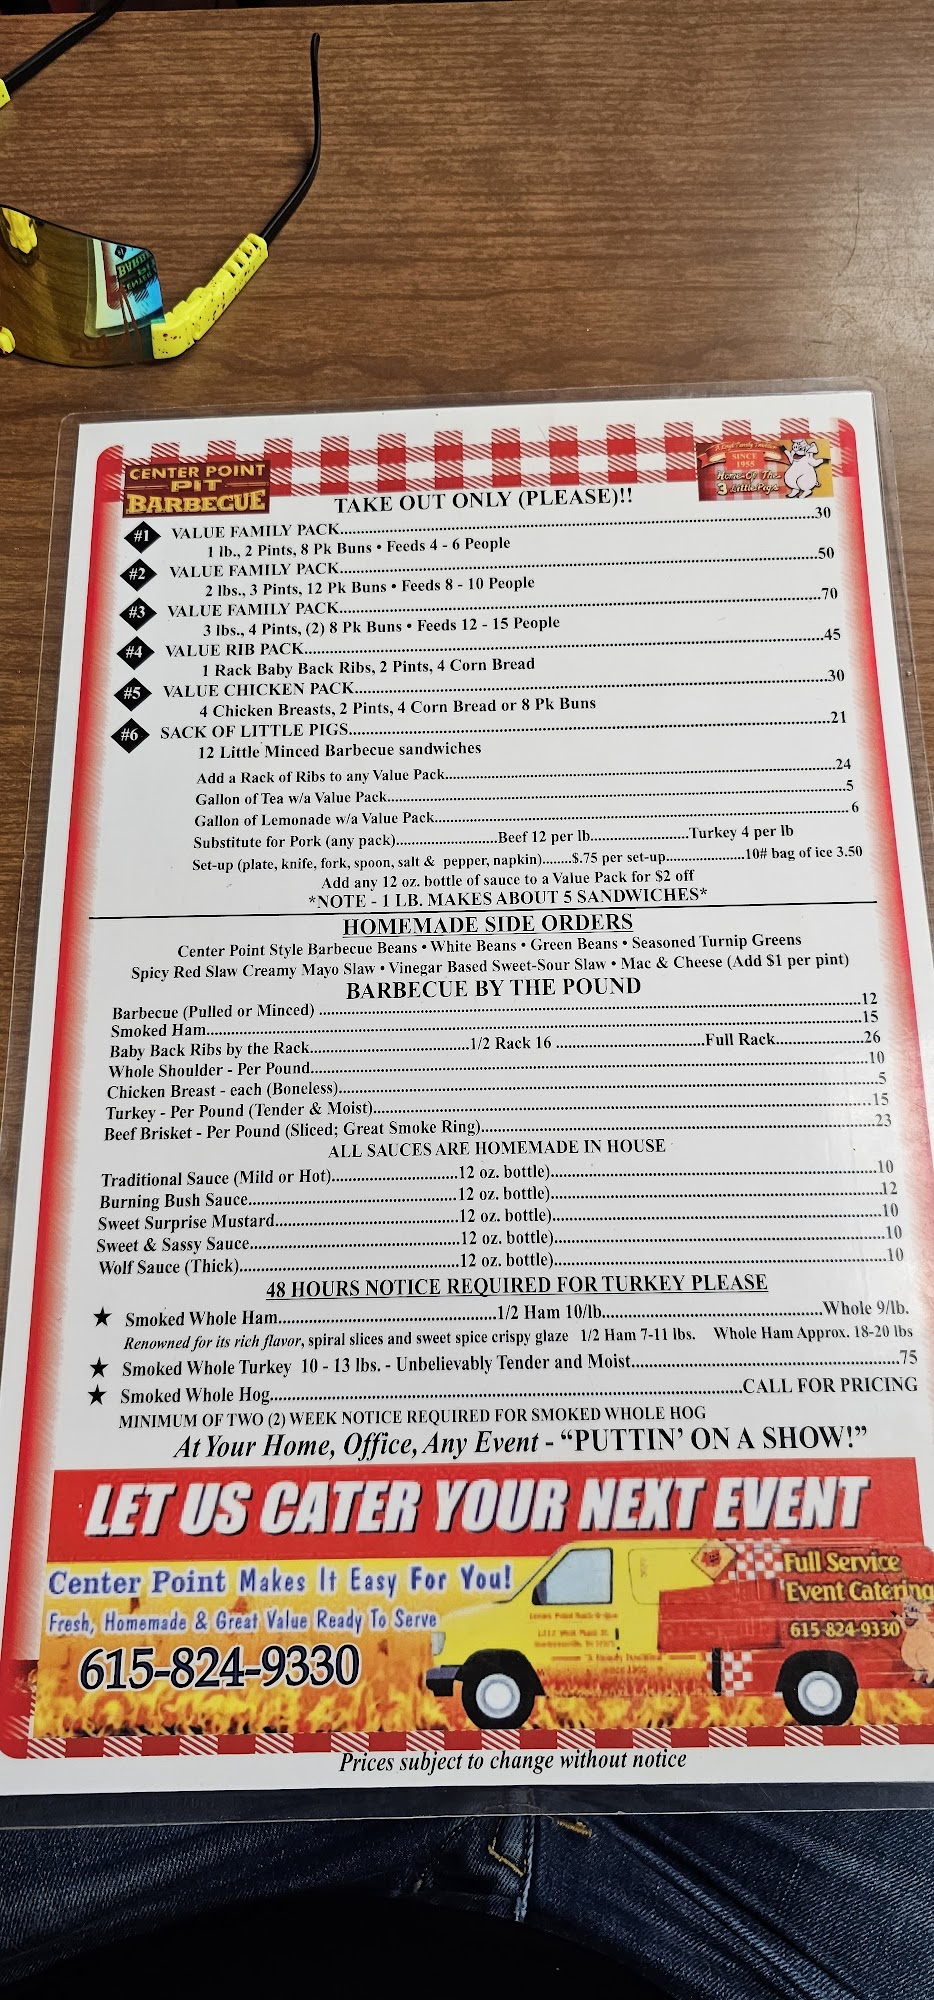 CENTER POINT
PIT
BARBECUE
A Royal Family Tradition
SINCE
1955
Home Of The
3 Little Pigs
TAKE OUT ONLY (PLEASE)!!
#1 VALUE FAMILY PACK....30
1 lb., 2 Pints, 8 Pk Buns • Feeds 4 - 6 People
#2 VALUE FAMILY PACK....50
2 lbs., 3 Pints, 12 Pk Buns • Feeds 8 - 10 People
#3 VALUE FAMILY PACK....70
3 lbs., 4 Pints, (2) 8 Pk Buns • Feeds 12 - 15 People
#4 VALUE RIB PACK....45
1 Rack Baby Back Ribs, 2 Pints, 4 Corn Bread
#5 VALUE CHICKEN PACK....30
4 Chicken Breasts, 2 Pints, 4 Corn Bread or 8 Pk Buns
#6 SACK OF LITTLE PIGS....21
12 Little Minced Barbecue sandwiches
Add a Rack of Ribs to any Value Pack....24
Gallon of Tea w/a Value Pack....5
Gallon of Lemonade w/a Value Pack....6
Substitute for Pork (any pack)....Beef 12 per lb....Turkey 4 per lb
Set-up (plate, knife, fork, spoon, salt & pepper, napkin)....$.75 per set-up....10# bag of ice 3.50
Add any 12 oz. bottle of sauce to a Value Pack for $2 off
*NOTE - 1 LB. MAKES ABOUT 5 SANDWICHES*
HOMEMADE SIDE ORDERS
Center Point Style Barbecue Beans • White Beans • Green Beans • Seasoned Turnip Greens
Spicy Red Slaw Creamy Mayo Slaw • Vinegar Based Sweet-Sour Slaw • Mac & Cheese (Add $1 per pint)
BARBECUE BY THE POUND
Barbecue (Pulled or Minced) ....12
Smoked Ham....15
Baby Back Ribs by the Rack....1/2 Rack 16 ....Full Rack....26
Whole Shoulder - Per Pound....10
Chicken Breast - each (Boneless)....5
Turkey - Per Pound (Tender & Moist)....15
Beef Brisket - Per Pound (Sliced; Great Smoke Ring)....23
ALL SAUCES ARE HOMEMADE IN HOUSE
Traditional Sauce (Mild or Hot)....12 oz. bottle)....10
Burning Bush Sauce....12 oz. bottle)....12
Sweet Surprise Mustard....12 oz. bottle)....10
Sweet & Sassy Sauce....12 oz. bottle)....10
Wolf Sauce (Thick)....12 oz. bottle)....10
48 HOURS NOTICE REQUIRED FOR TURKEY PLEASE
★ Smoked Whole Ham....1/2 Ham 10/lb....Whole 9/lb.
Renowned for its rich flavor, spiral slices and sweet spice crispy glaze 1/2 Ham 7-11 lbs. Whole Ham Approx. 18-20 lbs
★ Smoked Whole Turkey 10 - 13 lbs. - Unbelievably Tender and Moist....75
★ Smoked Whole Hog....CALL FOR PRICING
MINIMUM OF TWO (2) WEEK NOTICE REQUIRED FOR SMOKED WHOLE HOG
At Your Home, Office, Any Event - “PUTTIN’ ON A SHOW!”
LET US CATER YOUR NEXT EVENT
Center Point Makes It Easy For You!
Fresh, Homemade & Great Value Ready To Serve
615-824-9330
Full Service
Event Catering
615-824-9330
Prices subject to change without notice